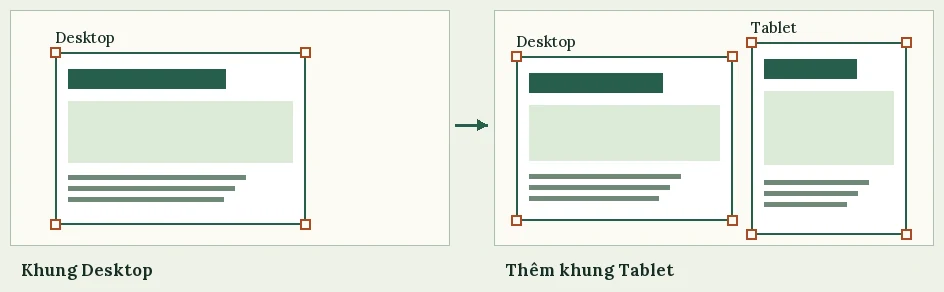 Desktop
Desktop
Tablet
Khung Desktop
Thêm khung Tablet